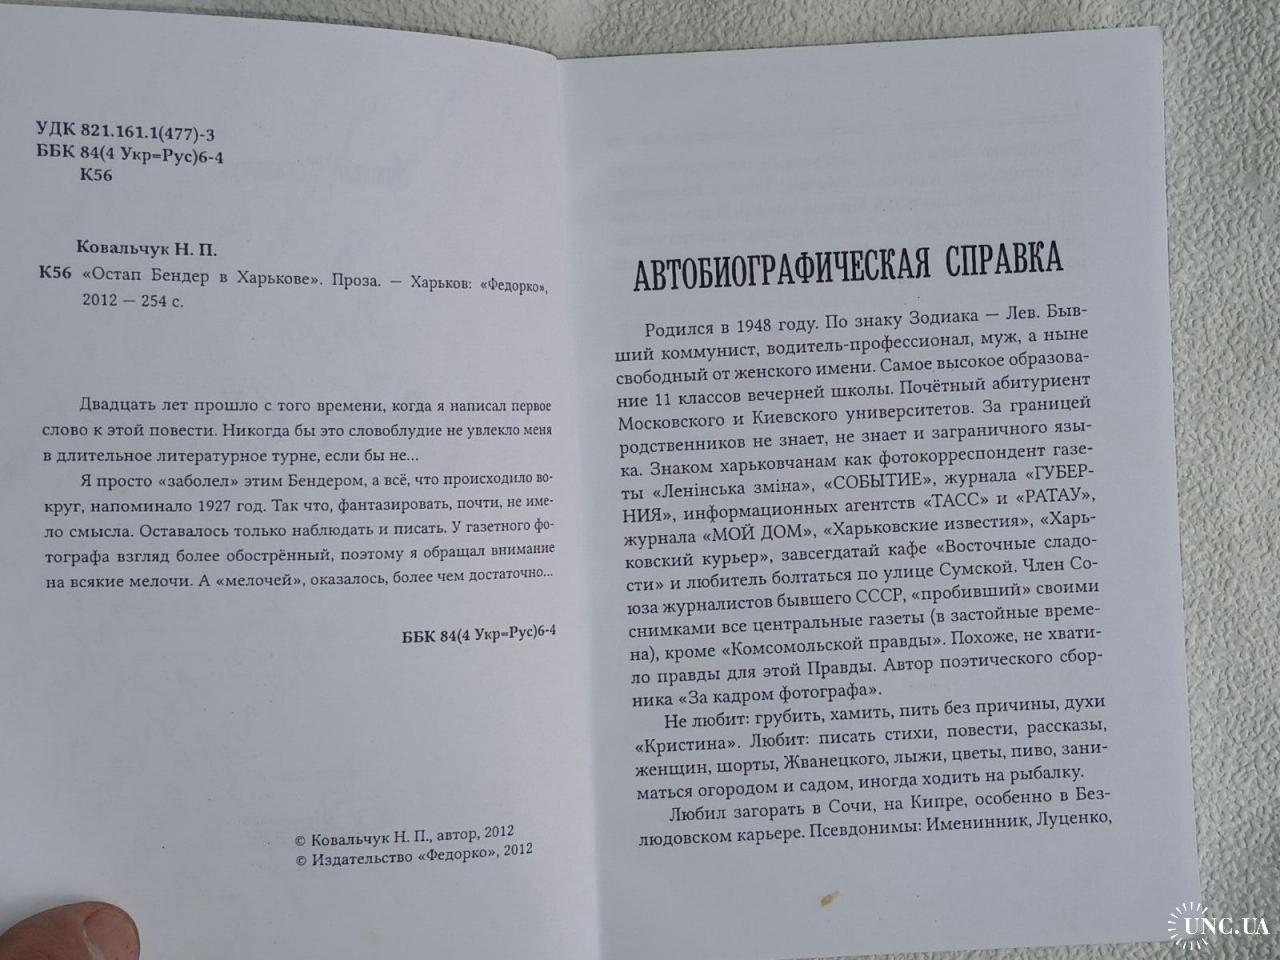 УДК 821.161.1(477)-3
ББК 84(4 Укр=Рус)6-4
К56
Ковальчук Н. П.
К56 «Остап Бендер в Харькове». Проза. — Харьков: «Федорко»,
2012 — 254 с.
Двадцать лет прошло с того времени, когда я написал первое
слово к этой повести. Никогда бы это словоблудие не увлекло меня
в длительное литературное турне, если бы не...
Я просто «заболел» этим Бендером, а всё, что происходило во-
круг, напоминало 1927 год. Так что, фантазировать, почти, не име-
ло смысла. Оставалось только наблюдать и писать. У газетного фо-
тографа взгляд более обострённый, поэтому я обращал внимание
на всякие мелочи. А «мелочей», оказалось, более чем достаточно...
ББК 84(4 Укр=Рус)6-4
© Ковальчук Н. П., автор, 2012
© Издательство «Федорко», 2012
АВТОБИОГРАФИЧЕСКАЯ СПРАВКА
Родился в 1948 году. По знаку Зодиака — Лев. Быв-
ший коммунист, водитель-профессионал, муж, а ныне
свободный от женского имени. Самое высокое образова-
ние 11 классов вечерней школы. Почётный абитуриент
Московского и Киевского университетов. За границей
родственников не знает, не знает и заграничного язы-
ка. Знаком харьковчанам как фотокорреспондент газе-
ты «Ленінська зміна», «СОБЫТИЕ», журнала «ГУБЕР-
НИЯ», информационных агентств «ТАСС» и «РАТАУ»,
журнала «МОЙ ДОМ», «Харьковские известия», «Харь-
ковский курьер», завсегдатай кафе «Восточные сладо-
сти» и любитель болтаться по улице Сумской. Член Со-
юза журналистов бывшего СССР, «пробивший» своими
снимками все центральные газеты (в застойные време-
на), кроме «Комсомольской правды». Похоже, не хвати-
ло правды для этой Правды. Автор поэтического сбор-
ника «За кадром фотографа».
Не любит: грубить, хамить, пить без причины, духи
«Кристина». Любит: писать стихи, повести, рассказы,
женщин, шорты, Жванецкого, лыжи, цветы, пиво, зани-
маться огородом и садом, иногда ходить на рыбалку.
Любил загорать в Сочи, на Кипре, особенно в Без-
людовском карьере. Псевдонимы: Именинник, Луценко,
UNC.UA